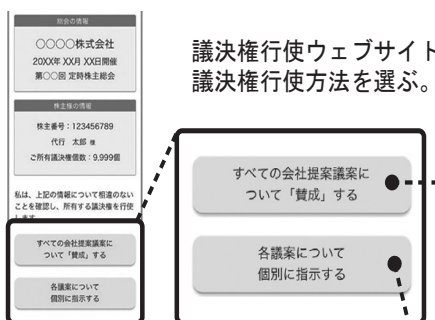 総会の情報
○○○○株式会社
20XX年 XX月 XX日開催
第○○回 定時株主総会
株主様の情報
株主番号：123456789
代行 太郎 様
ご所有議決権個数：9,999個
私は、上記の情報について相違のない
ことを確認し、所有する議決権を行使
します
すべての会社提案議案に
ついて「賛成」する
各議案について
個別に指示する
議決権行使ウェブサイト
議決権行使方法を選ぶ。
すべての会社提案議案に
ついて「賛成」する
各議案について
個別に指示する